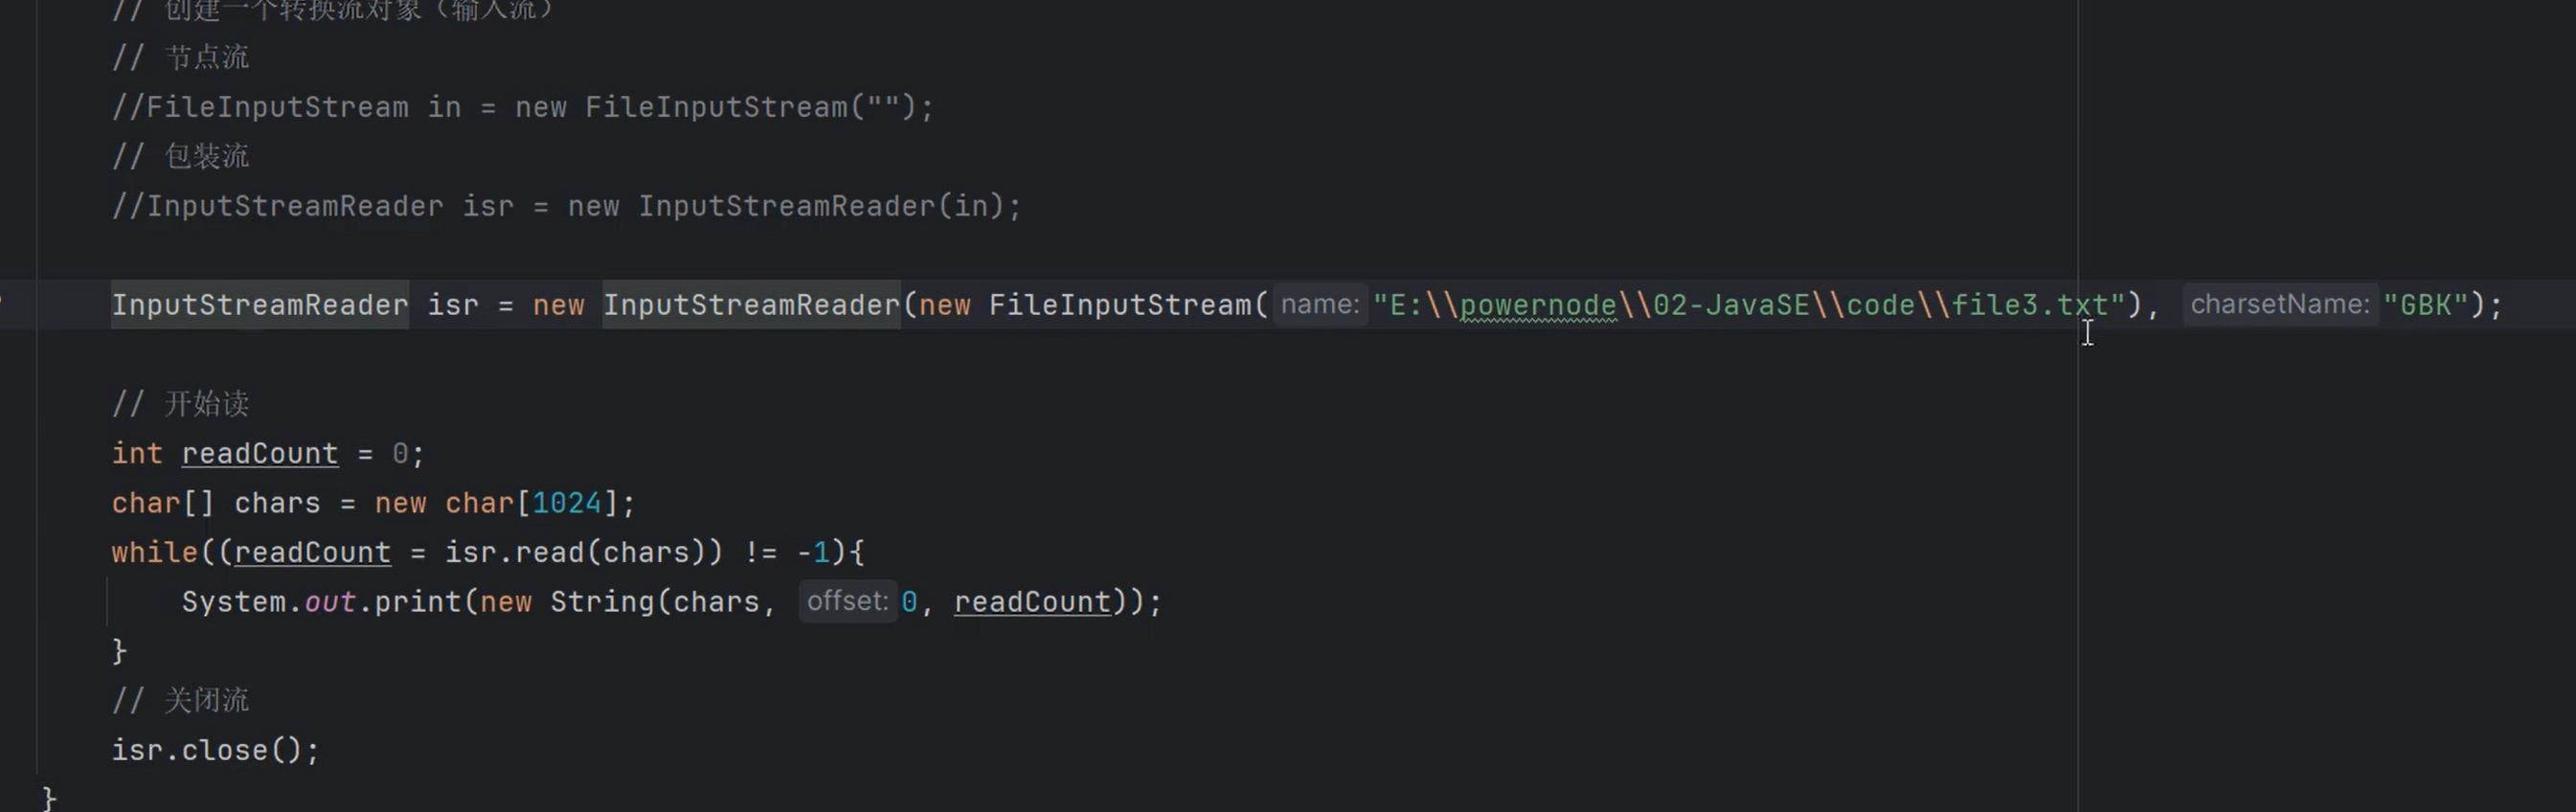 // 创建一个转换流对象（输入流）
// 节点流
//FileInputStream in = new FileInputStream("");
// 包装流
//InputStreamReader isr = new InputStreamReader(in);
InputStreamReader isr = new InputStreamReader(new FileInputStream( name: "E:\\powernode\\02-JavaSE\\code\\file3.txt"), charsetName: "GBK");
// 开始读
int readCount = 0;
char[] chars = new char[1024];
while((readCount = isr.read(chars)) != -1){
System.out.print(new String(chars, offset: 0, readCount));
}
// 关闭流
isr.close();
}